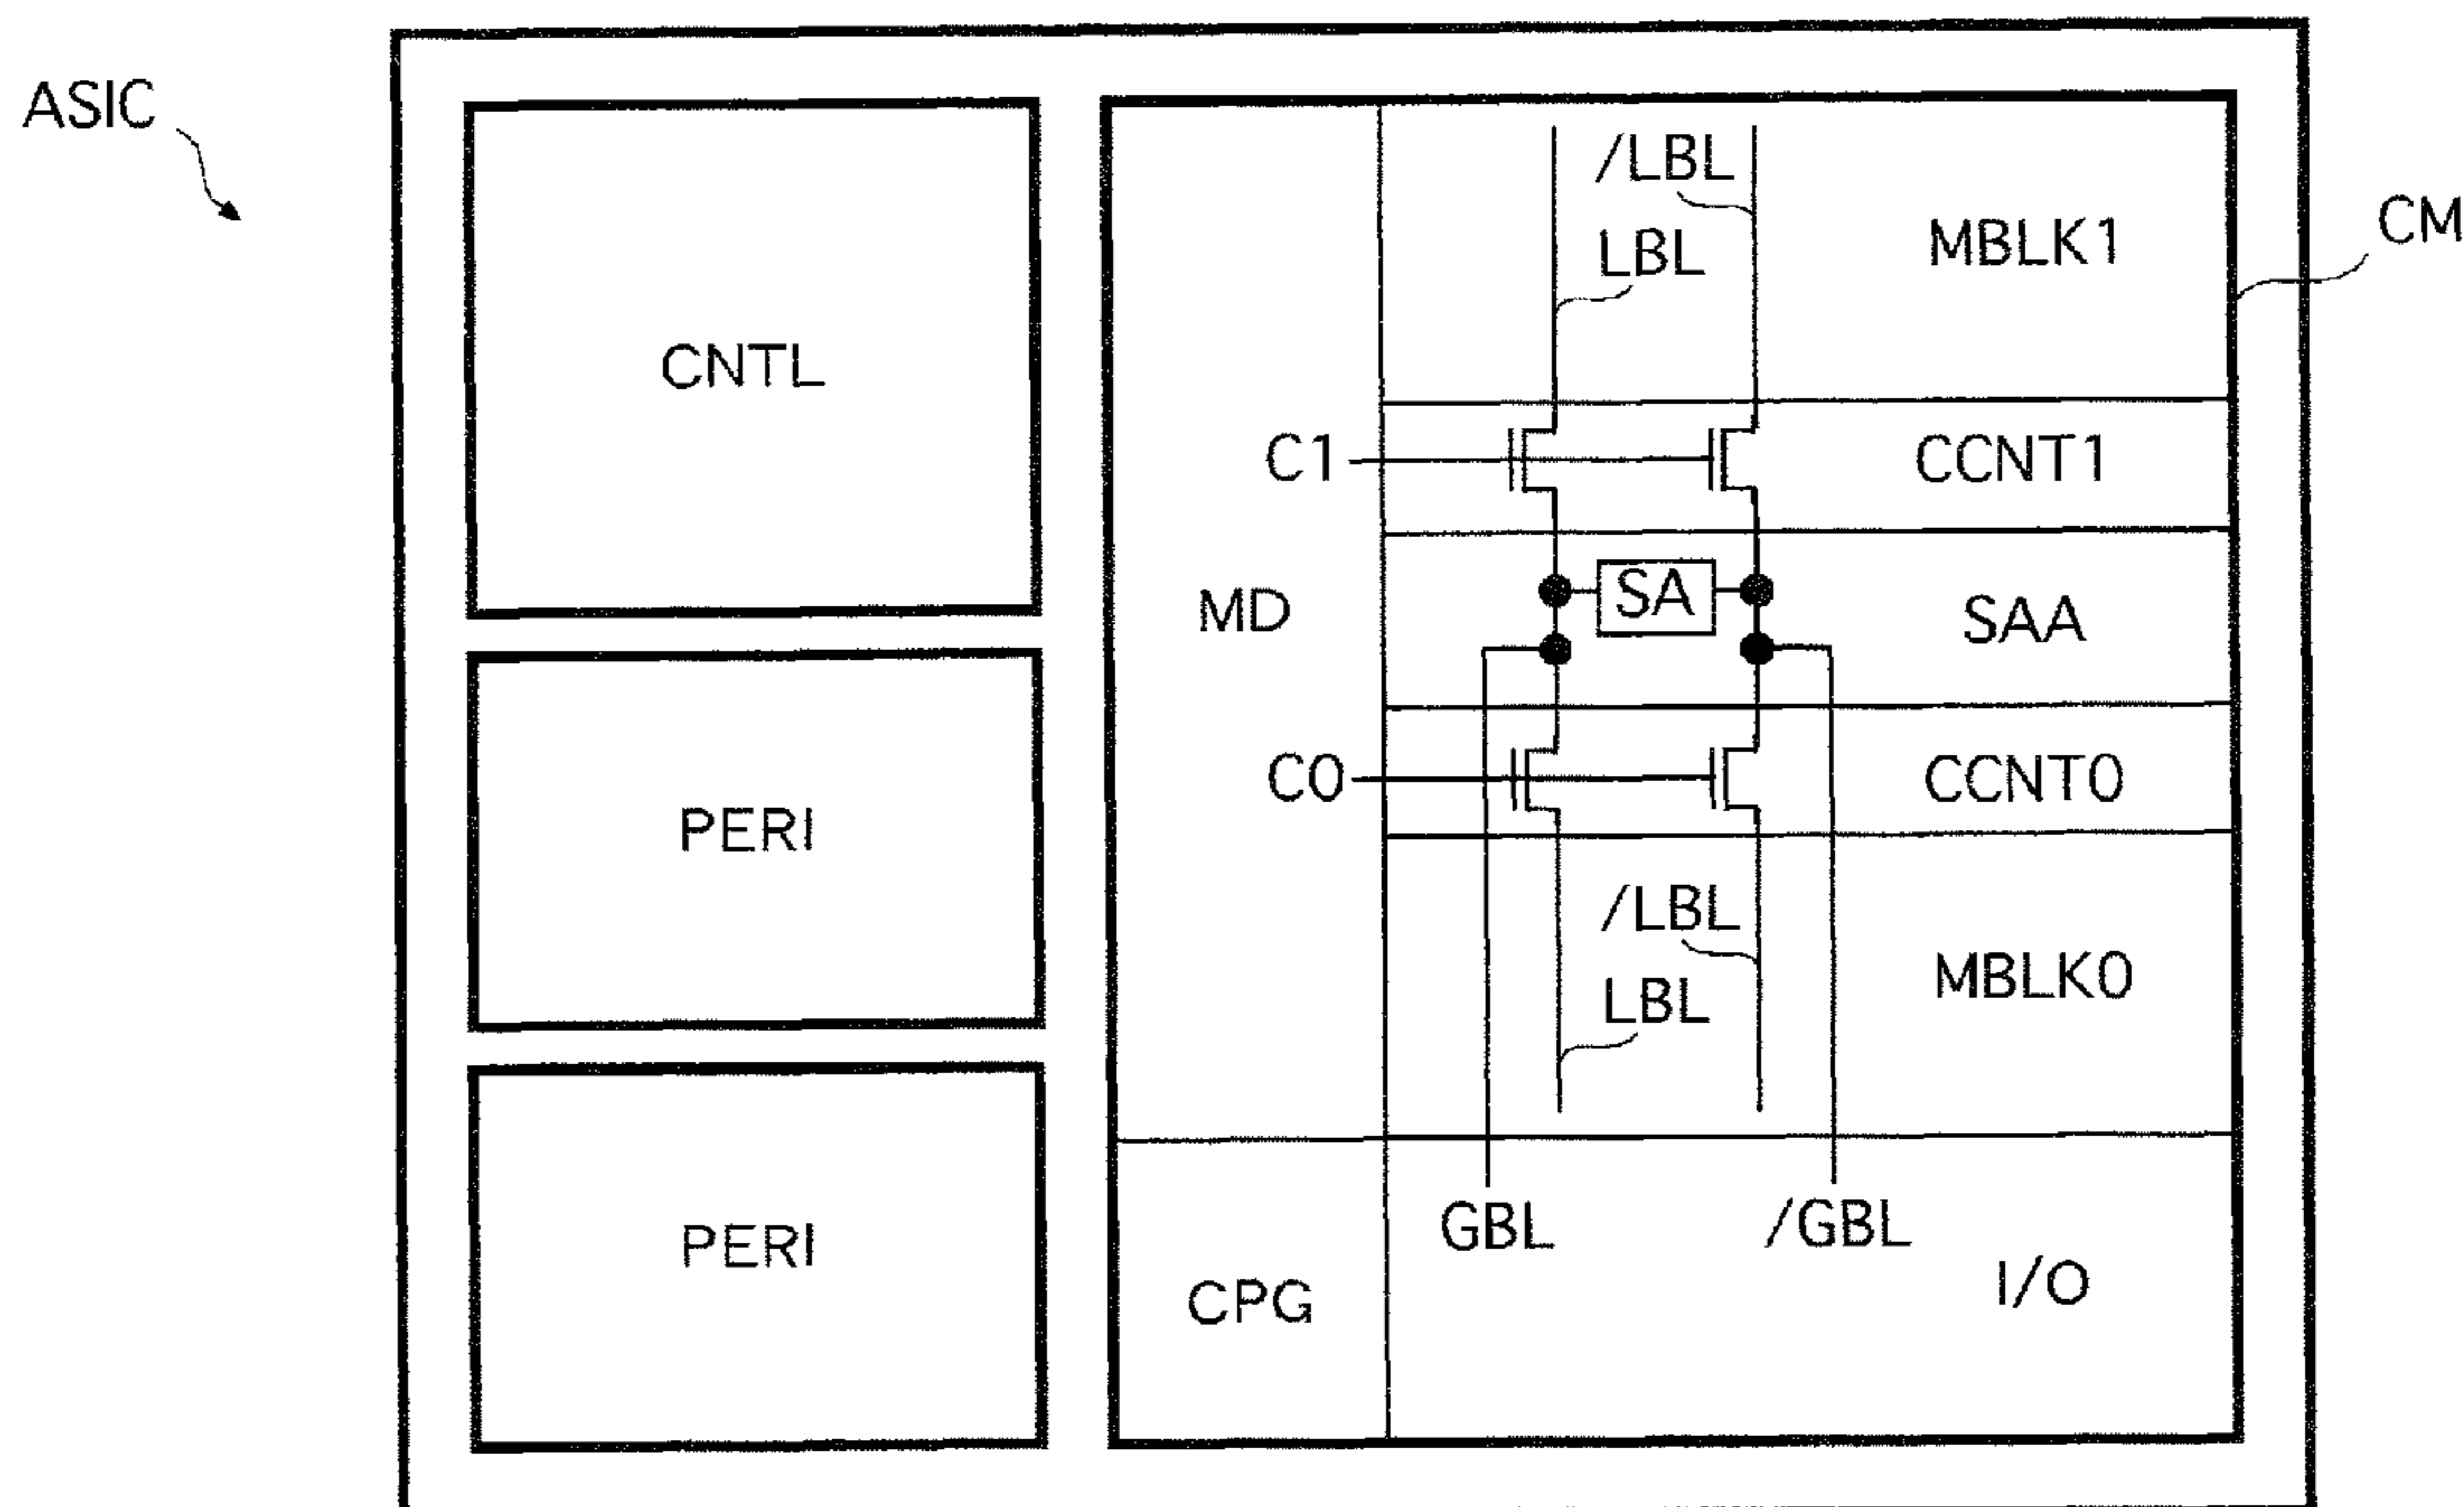 ASIC
CNTL
PERI
PERI
/LBL
LBL
MBLK1
CM
C1
CCNT1
MD
SA
SAA
C0
CCNT0
/LBL
LBL
MBLK0
GBL
/GBL
CPG
I/O